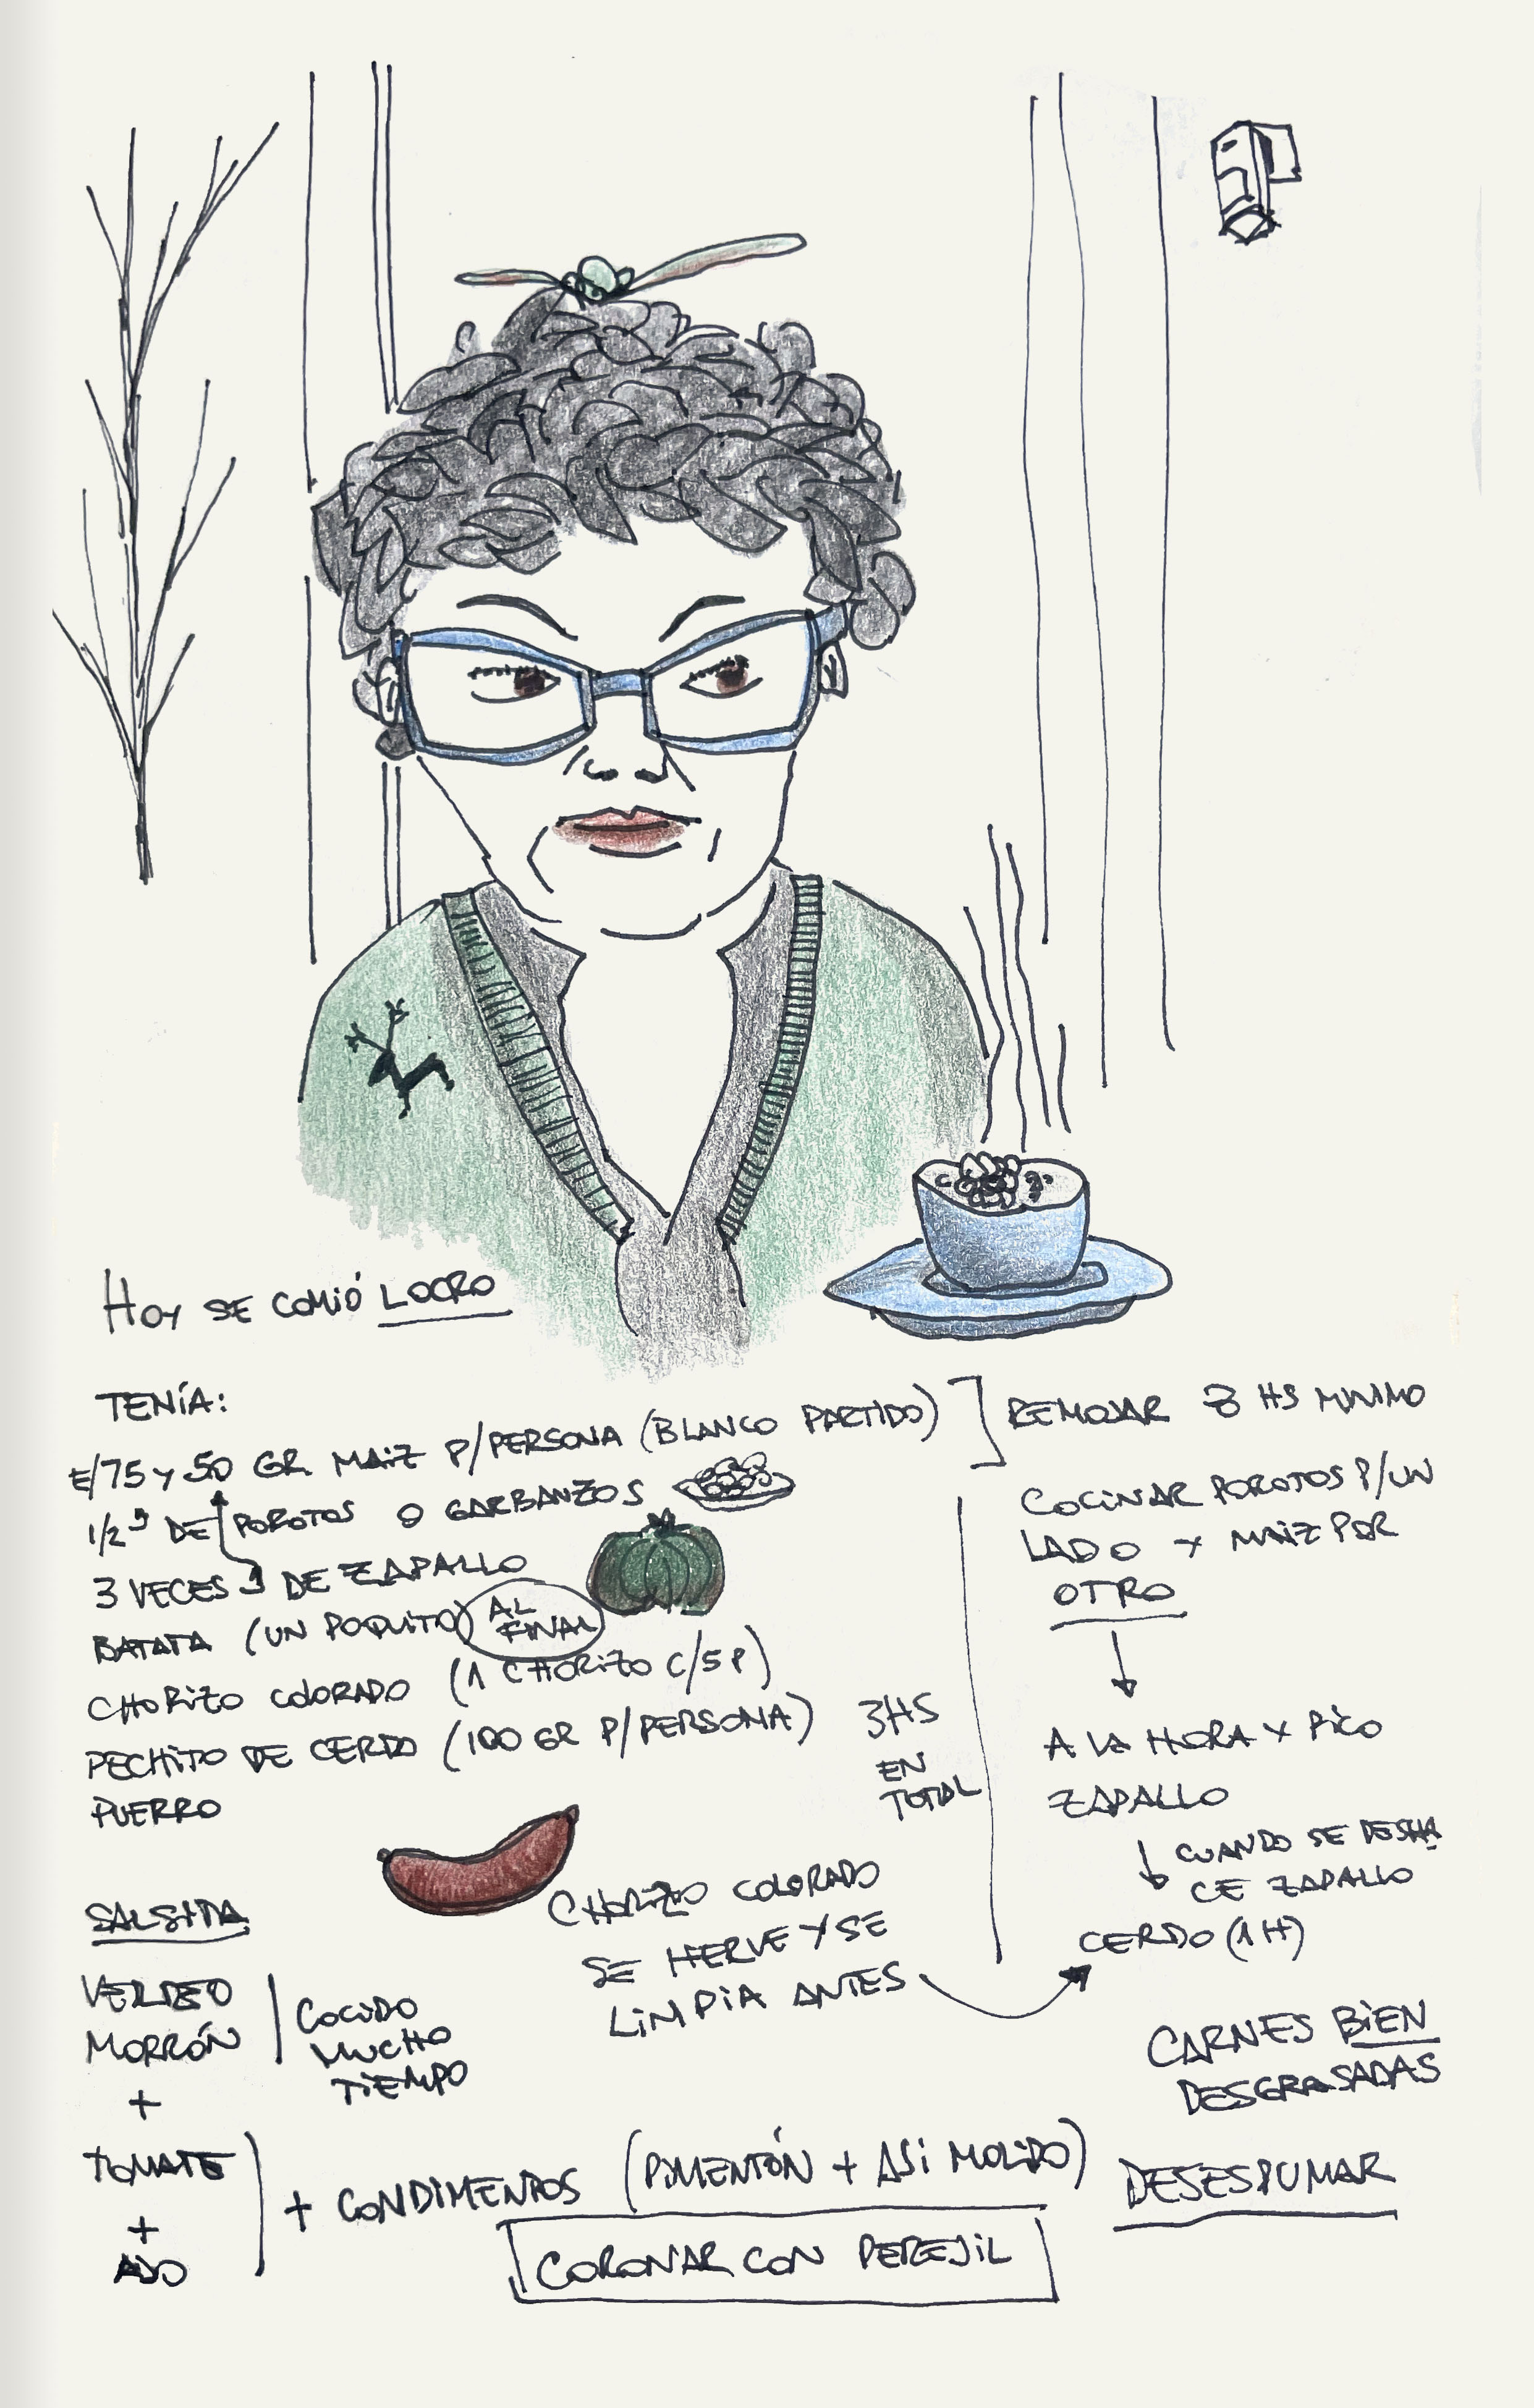 HOY SE COMIÓ LOCRO
TENÍA:
E/75 Y 50 GR MAIZ P/PERSONA (BLANCO PARTIDO)
1/2 DE POROTOS O GARBANZOS
3 VECES DE ZAPALLO
BATATA (UN POQUITO) AL FINAL
CHORIZO COLORADO (1 CHORIZO C/5 P)
PECHITO DE CERDO (100 GR P/PERSONA)
PUERRO
3HS
EN
TOTAL
REMOJAR 8 HS MINIMO
COCINAR POROTOS P/UN
LADO Y MAIZ POR
OTRO
A LA HORA Y PICO
ZAPALLO
CUANDO SE DESHA
CE ZAPALLO
CERDO (1 H)
CHORIZO COLORADO
SE HIERVE Y SE
LIMPIA ANTES
CARNES BIEN
DESGRASADAS
DESESPUMAR
SALSITA
VERDEO
MORRÓN
COCIDO
MUCHO
TIEMPO
+
TOMATE
+
AJO
+ CONDIMENTOS (PIMENTÓN + AJI MOLIDO)
CORONAR CON PEREJIL